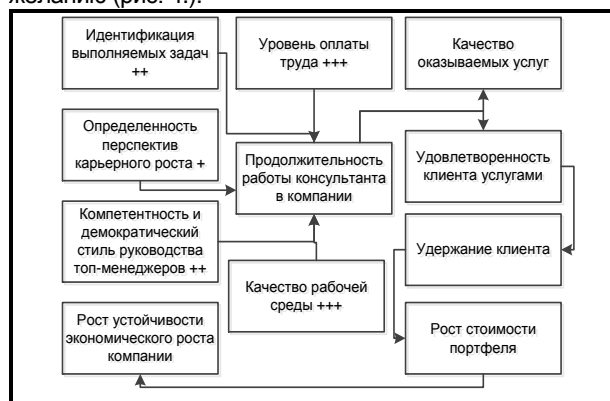 желанию (рис. 4.).
Идентификация
выполняемых задач
++
Уровень оплаты
труда +++
Качество
оказываемых услуг
Определенность
перспектив
карьерного роста +
Продолжительность
работы консультанта
в компании
Удовлетворенность
клиента услугами
Компетентность и
демократический
стиль руководства
топ-менеджеров ++
Качество рабочей
среды +++
Удержание клиента
Рост устойчивости
экономического роста
компании
Рост стоимости
портфеля